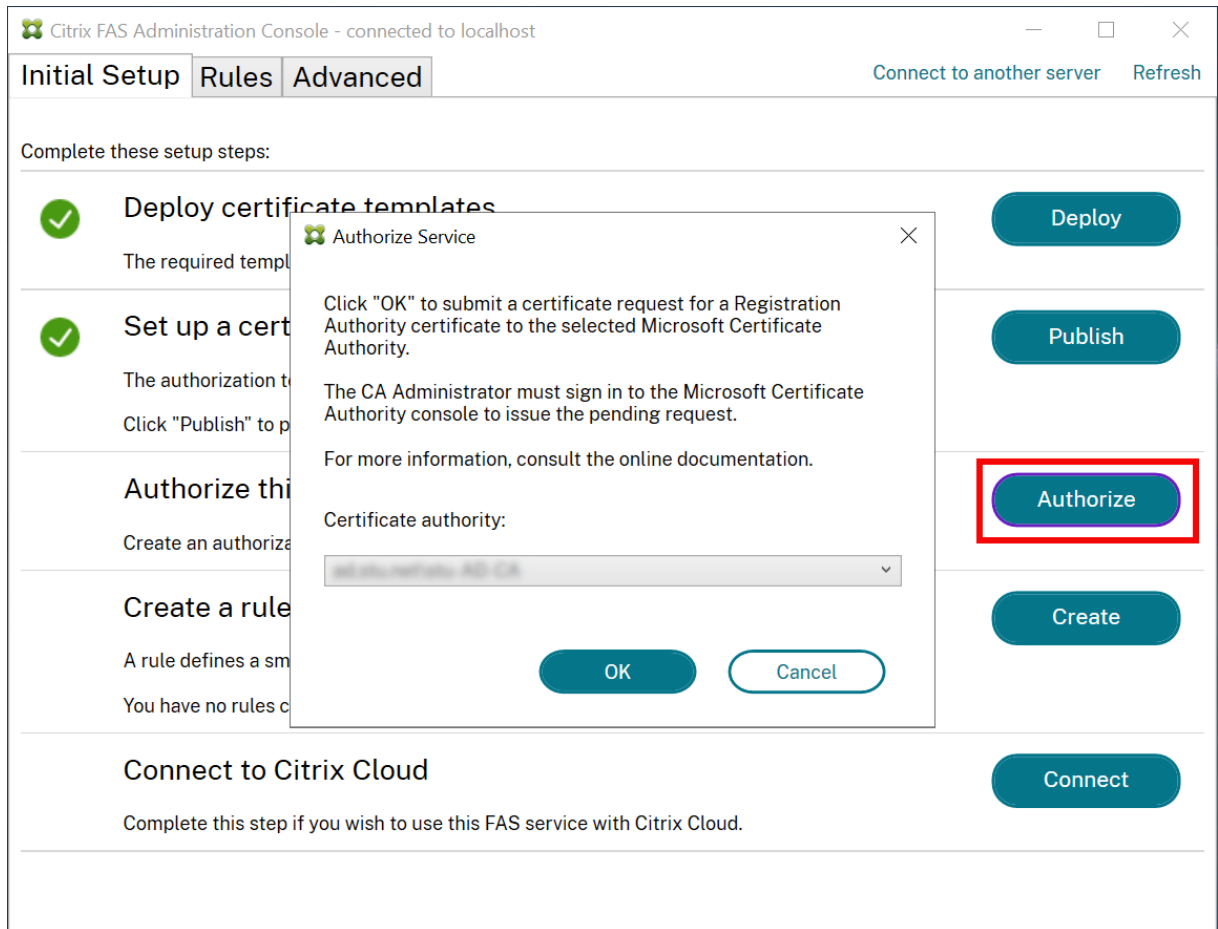 Citrix FAS Administration Console - connected to localhost
Initial Setup Rules Advanced Connect to another server Refresh
Complete these setup steps:
Deploy certificate templates
Deploy
The required templ
Set up a cert
Publish
The authorization t
Click "Publish" to p
Authorize thi
Authorize
Create an authoriza
Create a rule
Create
A rule defines a sm
You have no rules c
Connect to Citrix Cloud
Connect
Complete this step if you wish to use this FAS service with Citrix Cloud.
Authorize Service
Click "OK" to submit a certificate request for a Registration
Authority certificate to the selected Microsoft Certificate
Authority.
The CA Administrator must sign in to the Microsoft Certificate
Authority console to issue the pending request.
For more information, consult the online documentation.
Certificate authority:
OK Cancel